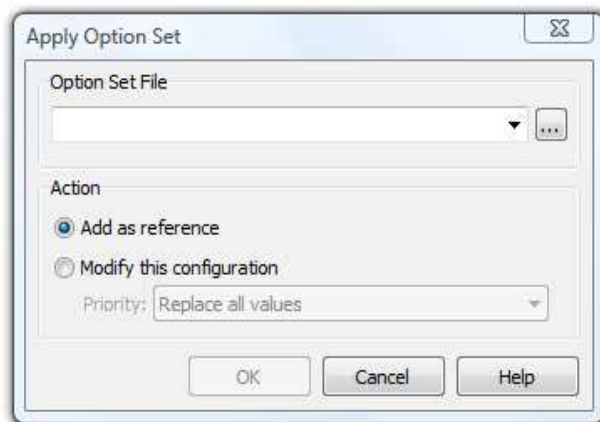 Apply Option Set
Option Set File
...
Action
Add as reference
Modify this configuration
Priority: Replace all values
OK Cancel Help